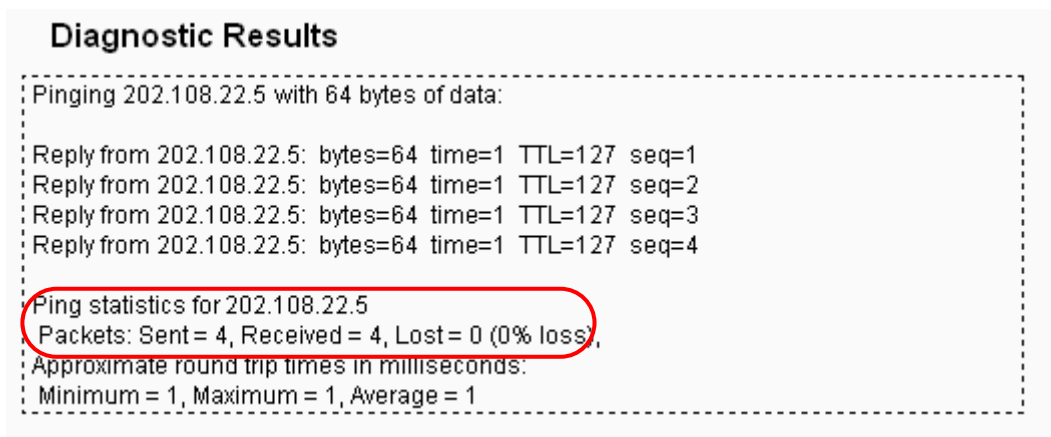 Diagnostic Results
Pinging 202.108.22.5 with 64 bytes of data:
Reply from 202.108.22.5: bytes=64 time=1 TTL=127 seq=1
Reply from 202.108.22.5: bytes=64 time=1 TTL=127 seq=2
Reply from 202.108.22.5: bytes=64 time=1 TTL=127 seq=3
Reply from 202.108.22.5: bytes=64 time=1 TTL=127 seq=4
Ping statistics for 202.108.22.5
Packets: Sent = 4, Received = 4, Lost = 0 (0% loss),
Approximate round trip times in milliseconds:
Minimum = 1, Maximum = 1, Average = 1